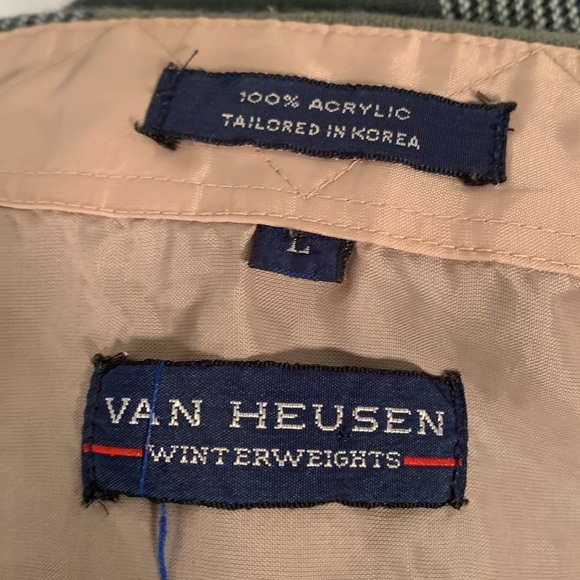 100% ACRYLIC
TAILORED IN KOREA
L
VAN HEUSEN
WINTERWEIGHTS